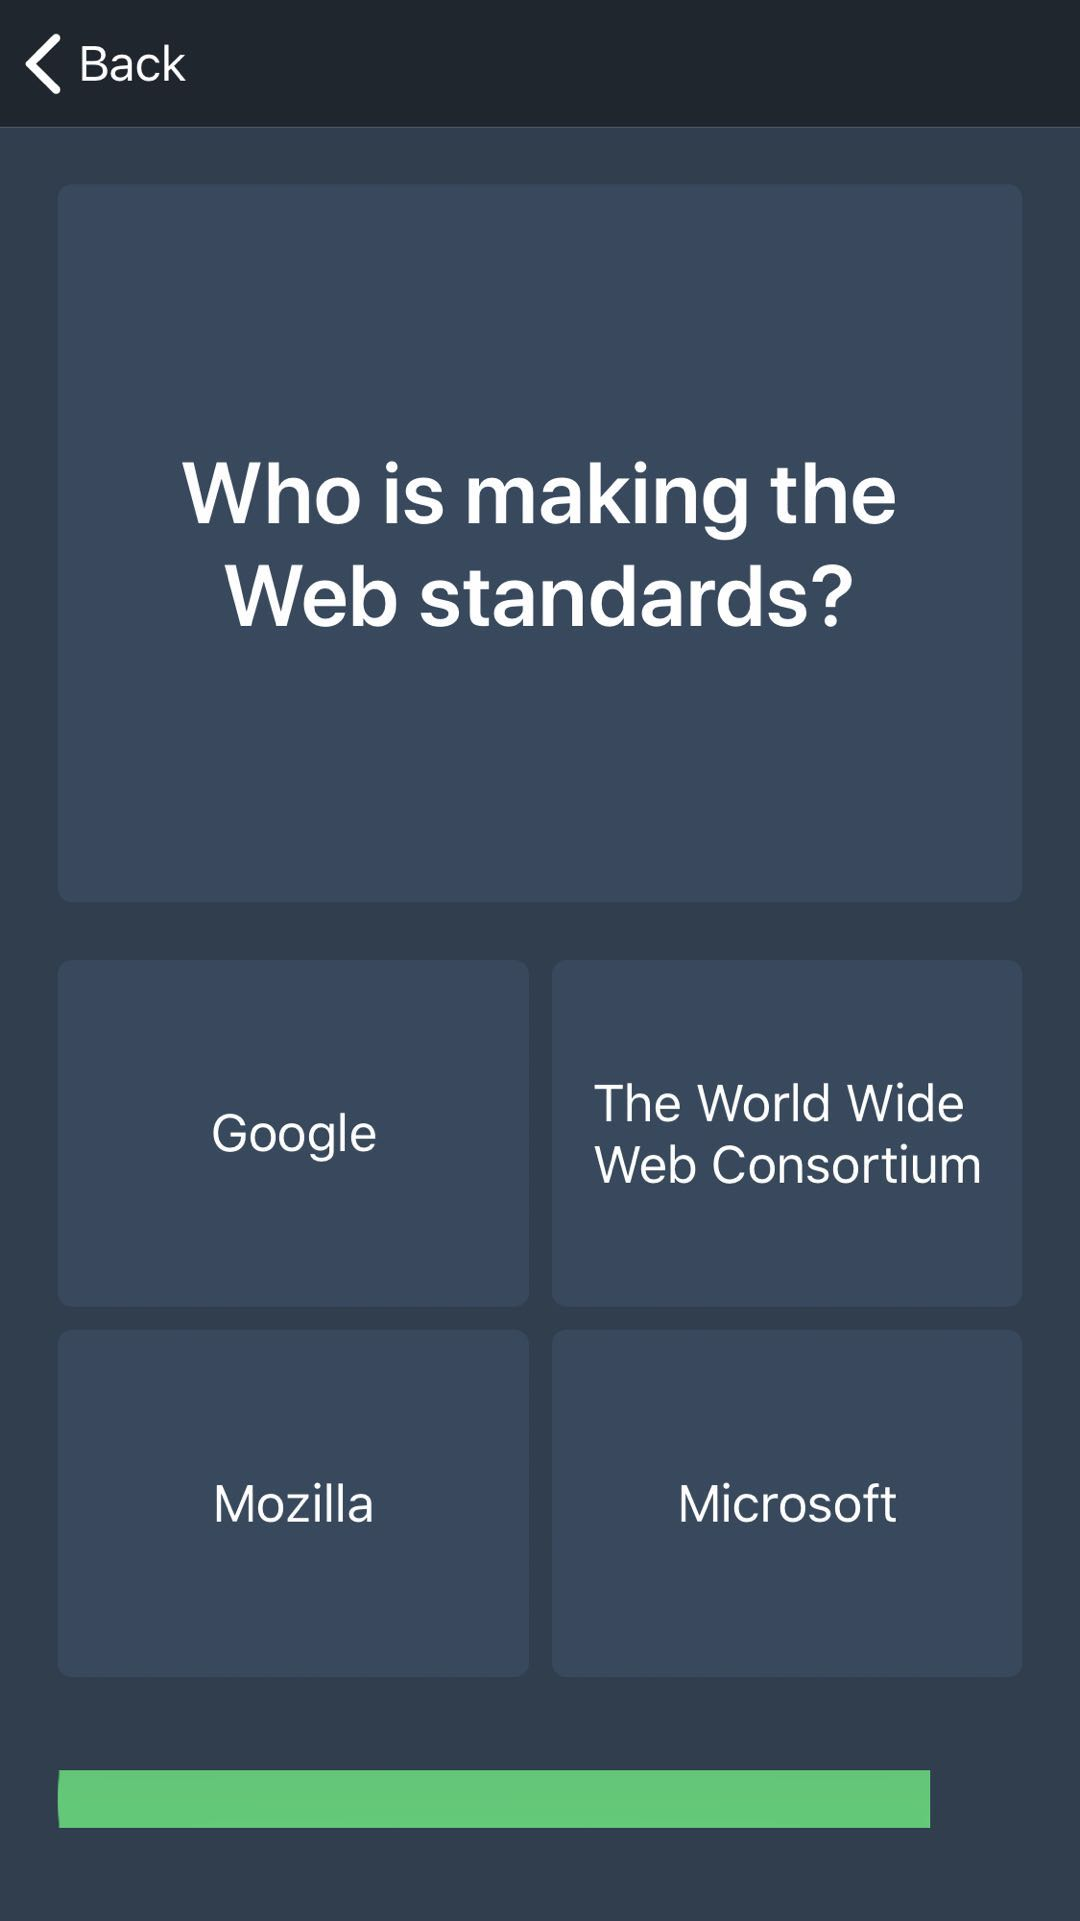 Back
Who is making the
Web standards?
Google
The World Wide
Web Consortium
Mozilla
Microsoft